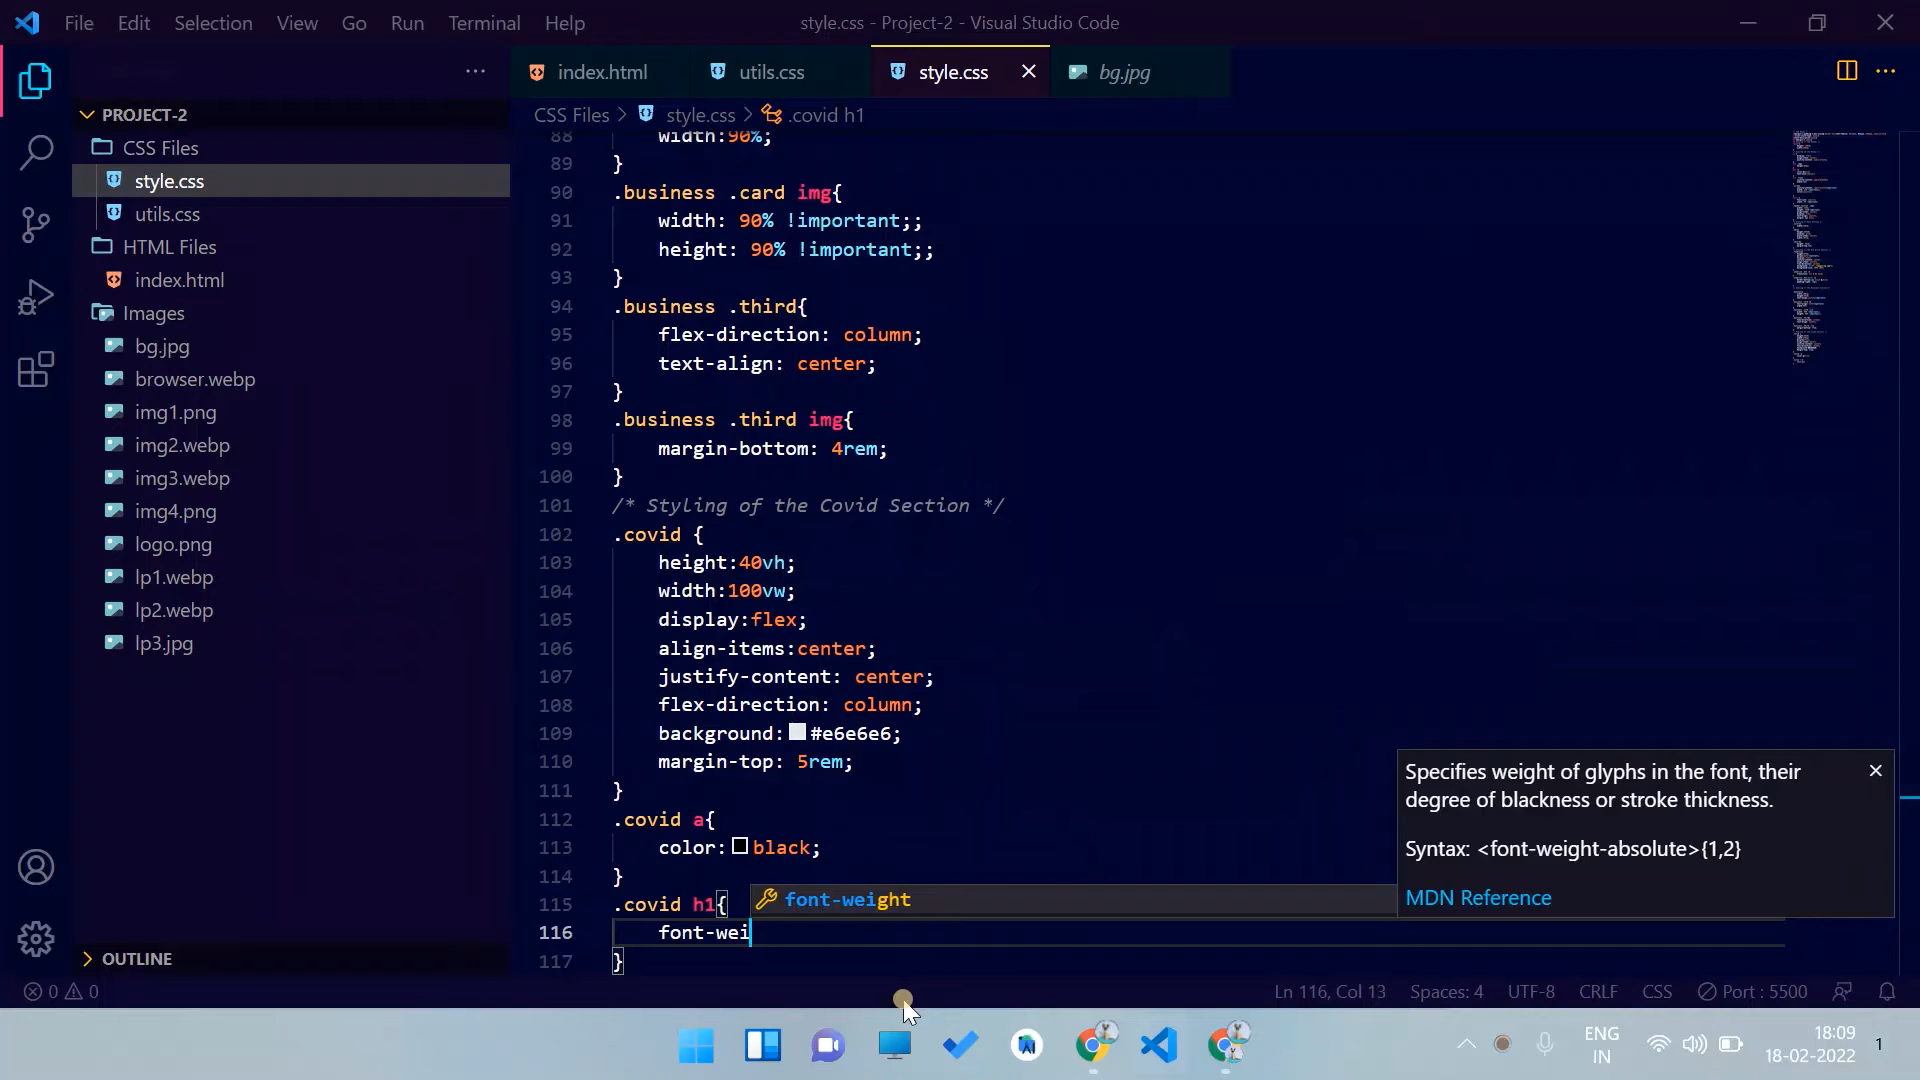 File Edit Selection View Go Run Terminal Help
style.css - Project-2 - Visual Studio Code
index.html
utils.css
style.css
bg.jpg
PROJECT-2
CSS Files
style.css
utils.css
HTML Files
index.html
Images
bg.jpg
browser.webp
img1.png
img2.webp
img3.webp
img4.png
logo.png
lp1.webp
lp2.webp
lp3.jpg
OUTLINE
CSS Files > style.css > .covid h1
88 width:90%;
89 }
90 .business .card img{
91 width: 90% !important;;
92 height: 90% !important;;
93 }
94 .business .third{
95 flex-direction: column;
96 text-align: center;
97 }
98 .business .third img{
99 margin-bottom: 4rem;
100 }
101 /* Styling of the Covid Section */
102 .covid {
103 height:40vh;
104 width:100vw;
105 display:flex;
106 align-items:center;
107 justify-content: center;
108 flex-direction: column;
109 background: #e6e6e6;
110 margin-top: 5rem;
111 }
112 .covid a{
113 color: black;
114 }
115 .covid h1{
116 font-wei
117 }
font-weight
Specifies weight of glyphs in the font, their
degree of blackness or stroke thickness.
Syntax: <font-weight-absolute>{1,2}
MDN Reference
0 0
Ln 116, Col 13 Spaces: 4 UTF-8 CRLF CSS Port : 5500
ENG
IN
18:09
18-02-2022
1